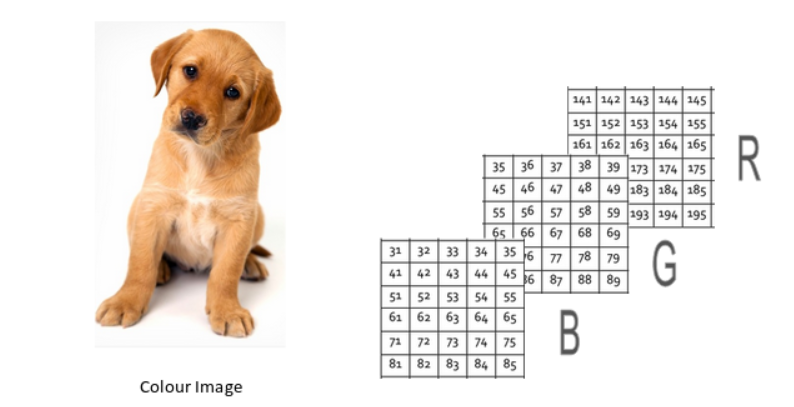 141 142 143 144 145
151 152 153 154 155
161 162 163 164 165
173 174 175
183 184 185
193 194 195
R
35 36 37 38 39
45 46 47 48 49
55 56 57 58 59
65 66 67 68 69
77 78 79
87 88 89
G
31 32 33 34 35
41 42 43 44 45
51 52 53 54 55
61 62 63 64 65
71 72 73 74 75
81 82 83 84 85
B
Colour Image